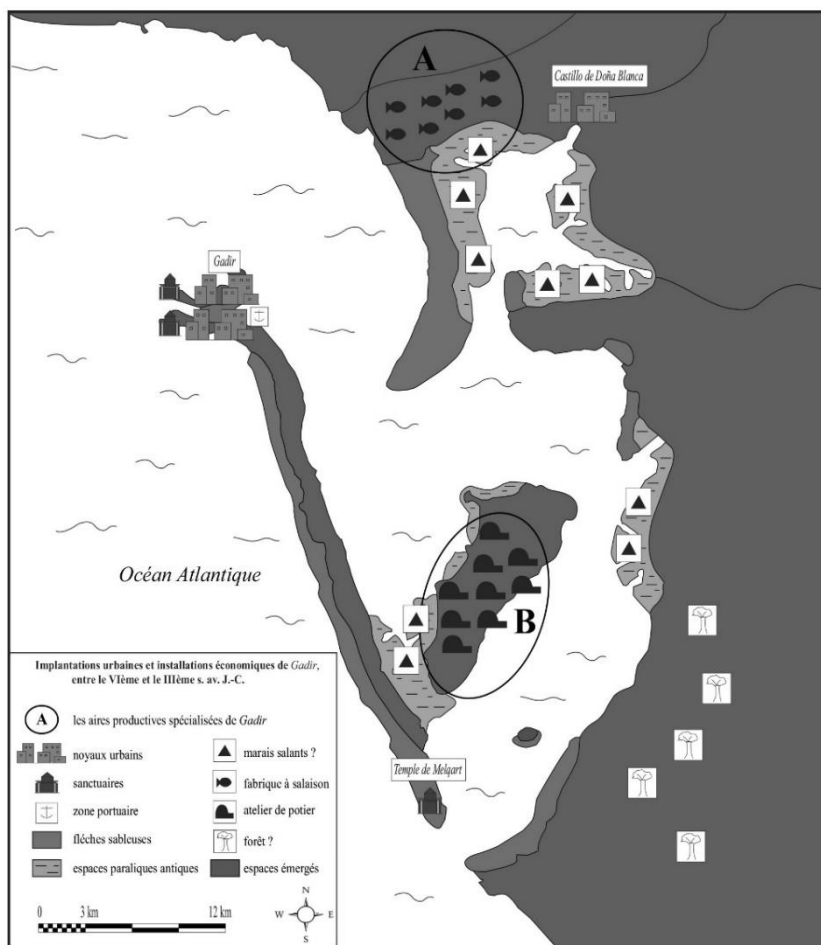 A
Castillo de Doña Blanca
Gadir
Océan Atlantique
B
Temple de Melqart
Implantations urbaines et installations économiques de Gadir,
entre le VIème et le IIIème s. av. J.-C.
A les aires productives spécialisées de Gadir
noyaux urbains
sanctuaires
zone portuaire
fléches sableuses
espaces paraliques antiques
marais salants ?
fabrique à salaison
atelier de potier
forêt ?
espaces émergés
0 3 km 12 km
N
W E
S